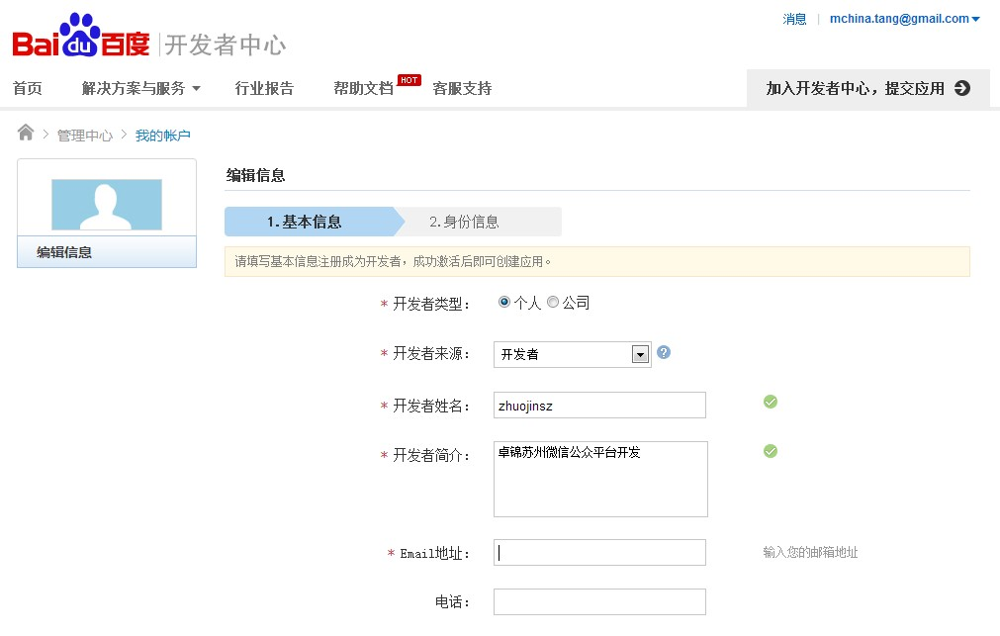 消息 | mchina.tang@gmail.com
Baidu百度 | 开发者中心
首页 解决方案与服务 行业报告 帮助文档 HOT 客服支持 加入开发者中心，提交应用
管理中心 > 我的帐户
编辑信息
编辑信息
1.基本信息 2.身份信息
请填写基本信息注册成为开发者，成功激活后即可创建应用。
* 开发者类型： 个人 公司
* 开发者来源： 开发者 ?
* 开发者姓名： zhuojinsz
* 开发者简介： 卓锦苏州微信公众平台开发
* Email地址： 输入您的邮箱地址
电话：